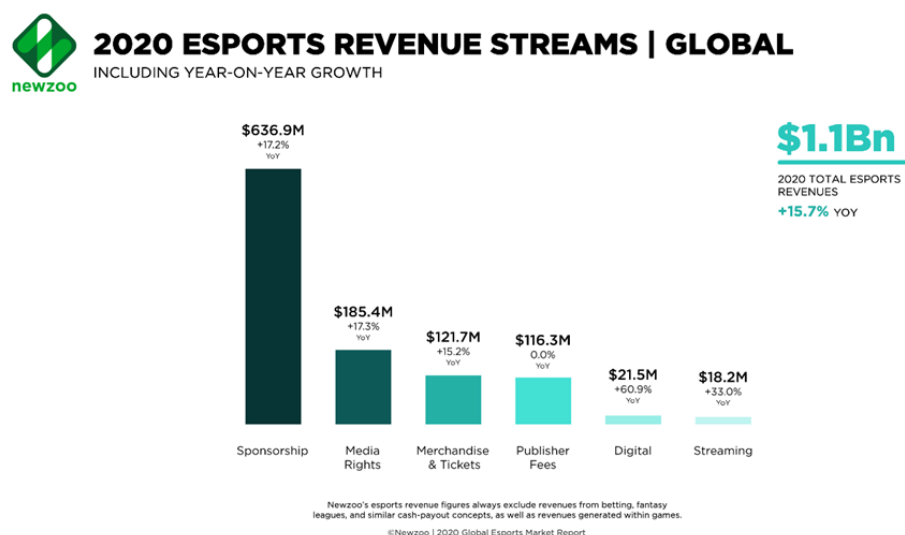 newzoo
2020 ESPORTS REVENUE STREAMS | GLOBAL
INCLUDING YEAR-ON-YEAR GROWTH
$636.9M
+17.2%
YoY
$185.4M
+17.3%
YoY
$121.7M
+15.2%
YoY
$116.3M
0.0%
YoY
$21.5M
+60.9%
YoY
$18.2M
+33.0%
YoY
Sponsorship
Media
Rights
Merchandise
& Tickets
Publisher
Fees
Digital
Streaming
$1.1Bn
2020 TOTAL ESPORTS
REVENUES
+15.7% YOY
Newzoo's esports revenue figures always exclude revenues from betting, fantasy
leagues, and similar cash-payout concepts, as well as revenues generated within games.
©Newzoo | 2020 Global Esports Market Report